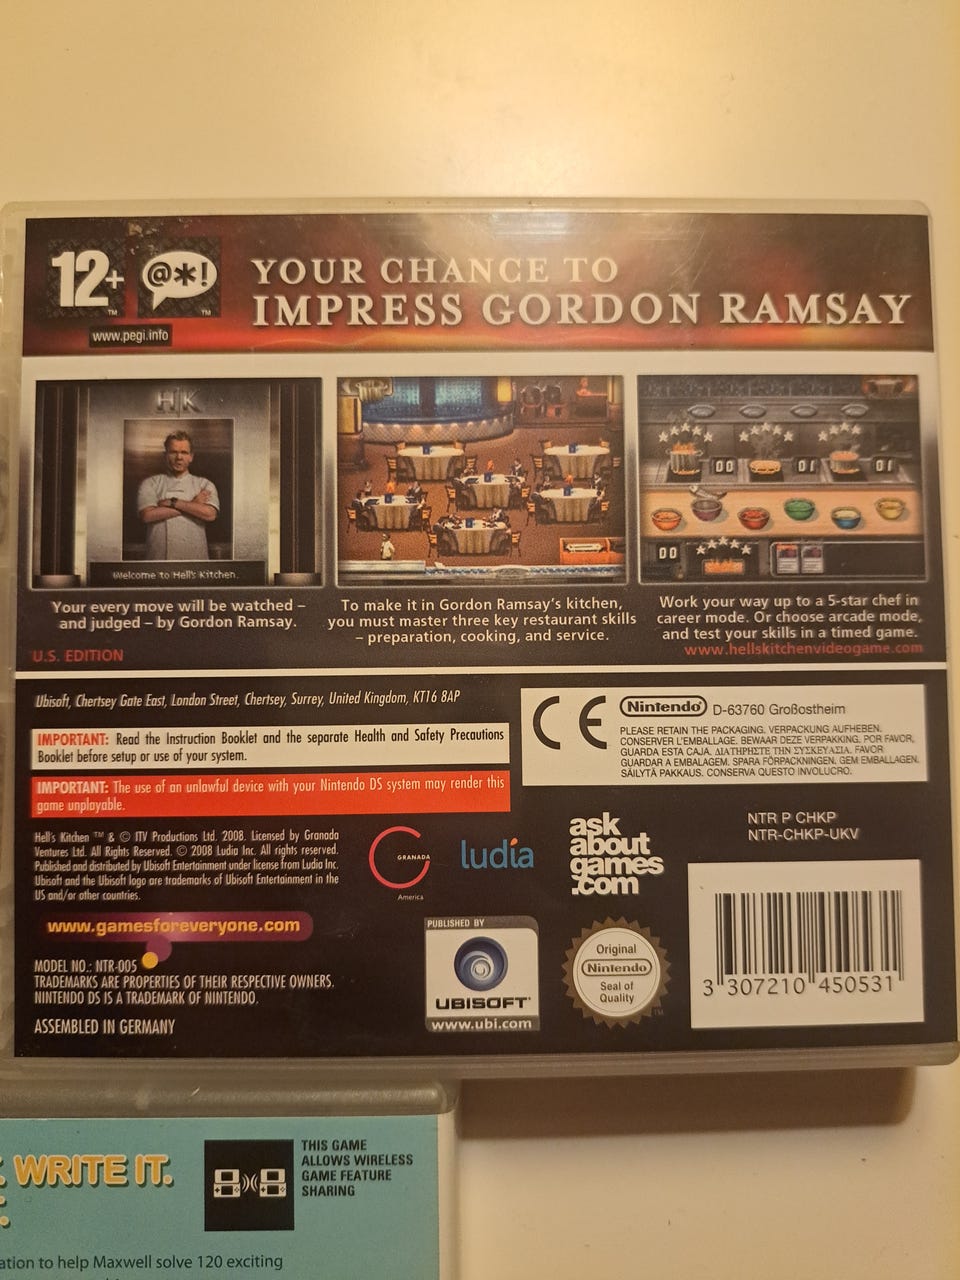 12+
™
@*!
™
www.pegi.info
YOUR CHANCE TO
IMPRESS GORDON RAMSAY
HK
Welcome to Hell's Kitchen.
00
01
01
00
Your every move will be watched –
and judged – by Gordon Ramsay.
To make it in Gordon Ramsay's kitchen,
you must master three key restaurant skills
– preparation, cooking, and service.
Work your way up to a 5-star chef in
career mode. Or choose arcade mode,
and test your skills in a timed game.
www.hellskitchenvideogame.com
U.S. EDITION
Ubisoft, Chertsey Gate East, London Street, Chertsey, Surrey, United Kingdom, KT16 8AP
IMPORTANT: Read the Instruction Booklet and the separate Health and Safety Precautions
Booklet before setup or use of your system.
IMPORTANT: The use of an unlawful device with your Nintendo DS system may render this
game unplayable.
CE
Nintendo®
D-63760 Großostheim
PLEASE RETAIN THE PACKAGING. VERPACKUNG AUFHEBEN.
CONSERVER L'EMBALLAGE. BEWAAR DEZE VERPAKKING. POR FAVOR,
GUARDA ESTA CAJA. ΔΙΑΤΗΡΗΣΤΕ ΤΗΝ ΣΥΣΚΕΥΑΣΙΑ. FAVOR
GUARDAR A EMBALAGEM. SPARA FÖRPACKNINGEN. GEM EMBALLAGEN.
SÄILYTÄ PAKKAUS. CONSERVA QUESTO INVOLUCRO.
Hell's Kitchen ™ & © ITV Productions Ltd. 2008. Licensed by Granada
Ventures Ltd. All Rights Reserved. © 2008 Ludia Inc. All rights reserved.
Published and distributed by Ubisoft Entertainment under license from Ludia Inc.
Ubisoft and the Ubisoft logo are trademarks of Ubisoft Entertainment in the
US and/or other countries.
GRANADA
America
ludia
ask
about
games
.com
NTR P CHKP
NTR-CHKP-UKV
www.gamesforeveryone.com
MODEL NO.: NTR-005
TRADEMARKS ARE PROPERTIES OF THEIR RESPECTIVE OWNERS.
NINTENDO DS IS A TRADEMARK OF NINTENDO.
ASSEMBLED IN GERMANY
PUBLISHED BY
UBISOFT®
www.ubi.com
Original
Nintendo®
Seal of
Quality
™
3 307210 450531
WRITE IT.
THIS GAME
ALLOWS WIRELESS
GAME FEATURE
SHARING
ation to help Maxwell solve 120 exciting